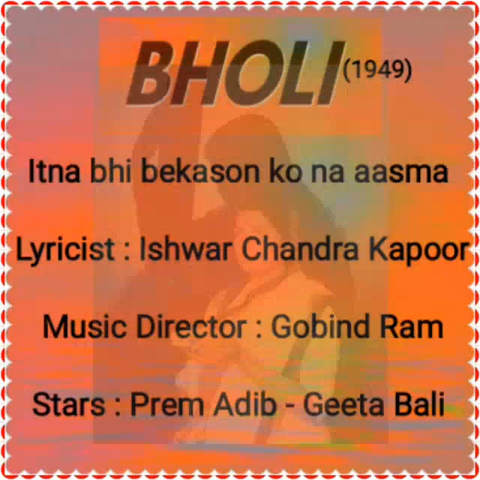 BHOLI (1949)
Itna bhi bekason ko na aasma
Lyricist : Ishwar Chandra Kapoor
Music Director : Gobind Ram
Stars : Prem Adib - Geeta Bali